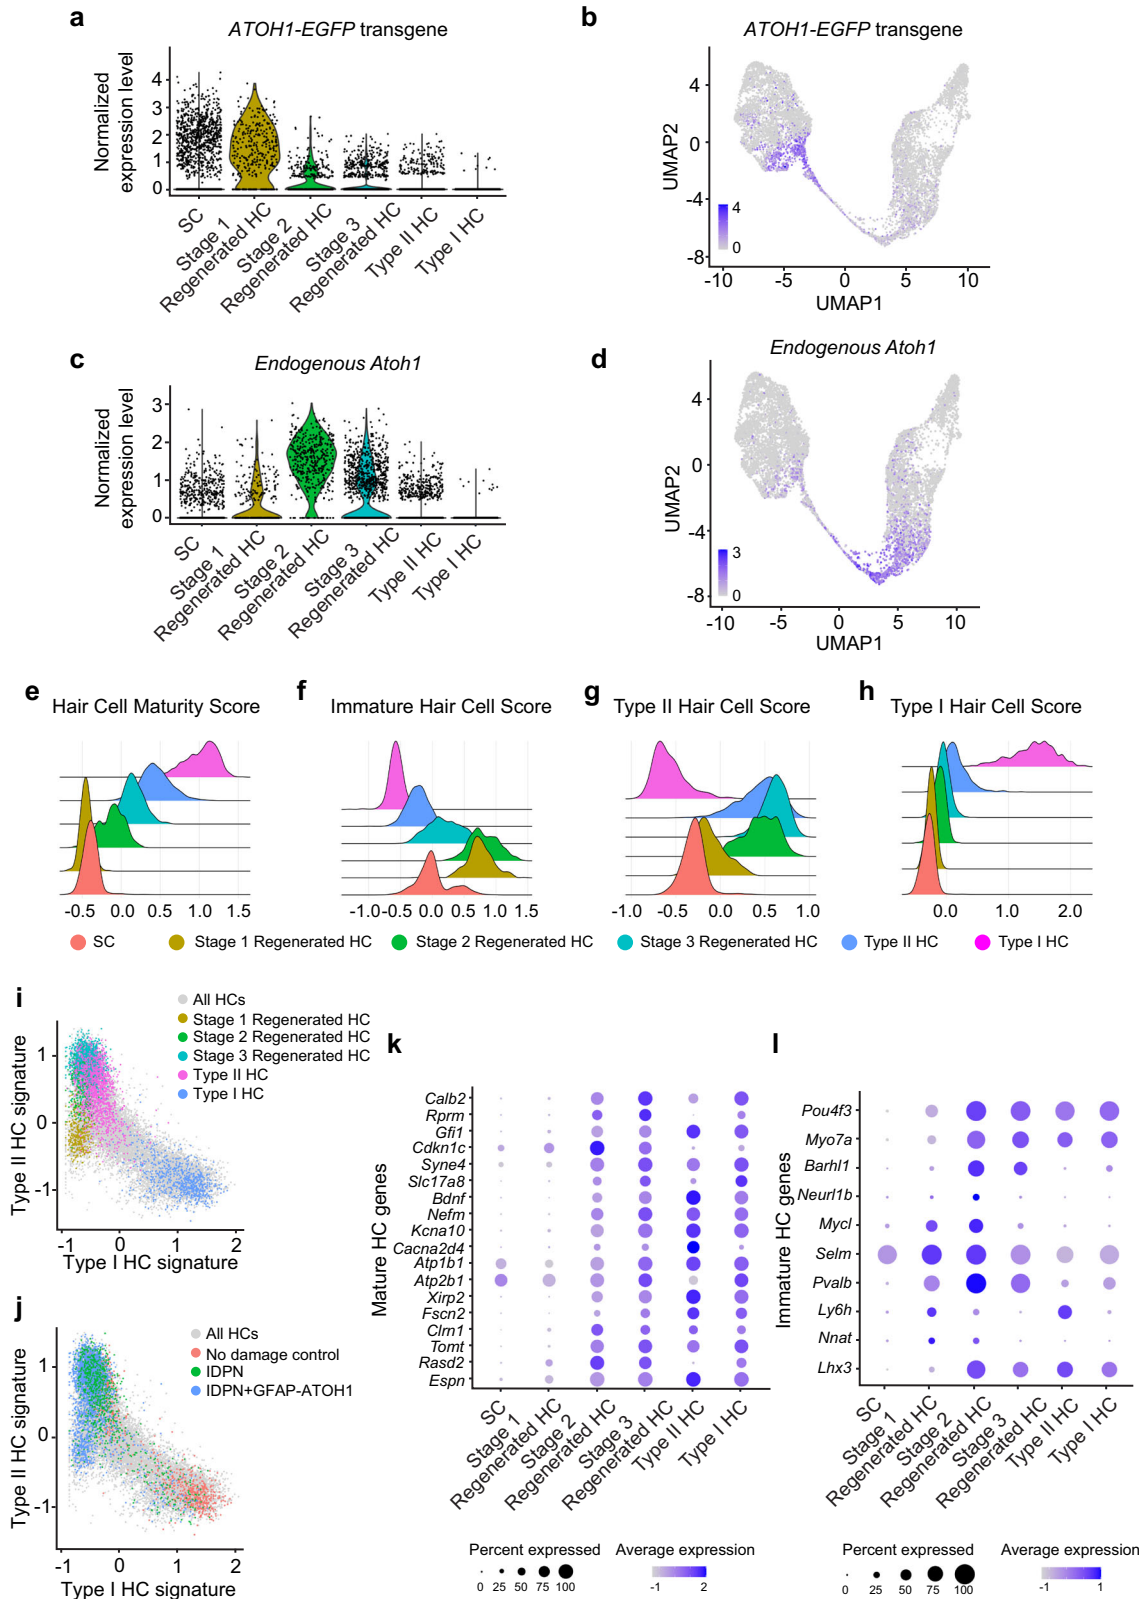 a
ATOH1-EGFP transgene
Normalized
expression level
4
3
2
1
0
SC
Stage 1
Regenerated HC
Stage 2
Regenerated HC
Stage 3
Regenerated HC
Type II HC
Type I HC
b
ATOH1-EGFP transgene
UMAP2
4
0
-4
-8
4
0
-10
-5
0
5
10
UMAP1
c
Endogenous Atoh1
Normalized
expression level
3
2
1
0
SC
Stage 1
Regenerated HC
Stage 2
Regenerated HC
Stage 3
Regenerated HC
Type II HC
Type I HC
d
Endogenous Atoh1
UMAP2
4
0
-4
-8
3
0
-10
-5
0
5
10
UMAP1
e
Hair Cell Maturity Score
-0.5 0.0 0.5 1.0 1.5
f
Immature Hair Cell Score
-1.0 -0.5 0.0 0.5 1.0 1.5
g
Type II Hair Cell Score
-1.0 -0.5 0.0 0.5 1.0
h
Type I Hair Cell Score
0.0 1.0 2.0
SC
Stage 1 Regenerated HC
Stage 2 Regenerated HC
Stage 3 Regenerated HC
Type II HC
Type I HC
i
Type II HC signature
1
0
-1
All HCs
Stage 1 Regenerated HC
Stage 2 Regenerated HC
Stage 3 Regenerated HC
Type II HC
Type I HC
-1 0 1 2
Type I HC signature
j
Type II HC signature
1
0
-1
All HCs
No damage control
IDPN
IDPN+GFAP-ATOH1
-1 0 1 2
Type I HC signature
k
Mature HC genes
Calb2
Rprm
Gfi1
Cdkn1c
Syne4
Slc17a8
Bdnf
Nefm
Kcna10
Cacna2d4
Atp1b1
Atp2b1
Xirp2
Fscn2
Clrn1
Tomt
Rasd2
Espn
SC
Stage 1
Regenerated HC
Stage 2
Regenerated HC
Stage 3
Regenerated HC
Type II HC
Type I HC
Percent expressed
0 25 50 75 100
Average expression
-1 2
l
Immature HC genes
Pou4f3
Myo7a
Barhl1
Neurl1b
Mycl
Selm
Pvalb
Ly6h
Nnat
Lhx3
SC
Stage 1
Regenerated HC
Stage 2
Regenerated HC
Stage 3
Regenerated HC
Type II HC
Type I HC
Percent expressed
0 25 50 75 100
Average expression
-1 1